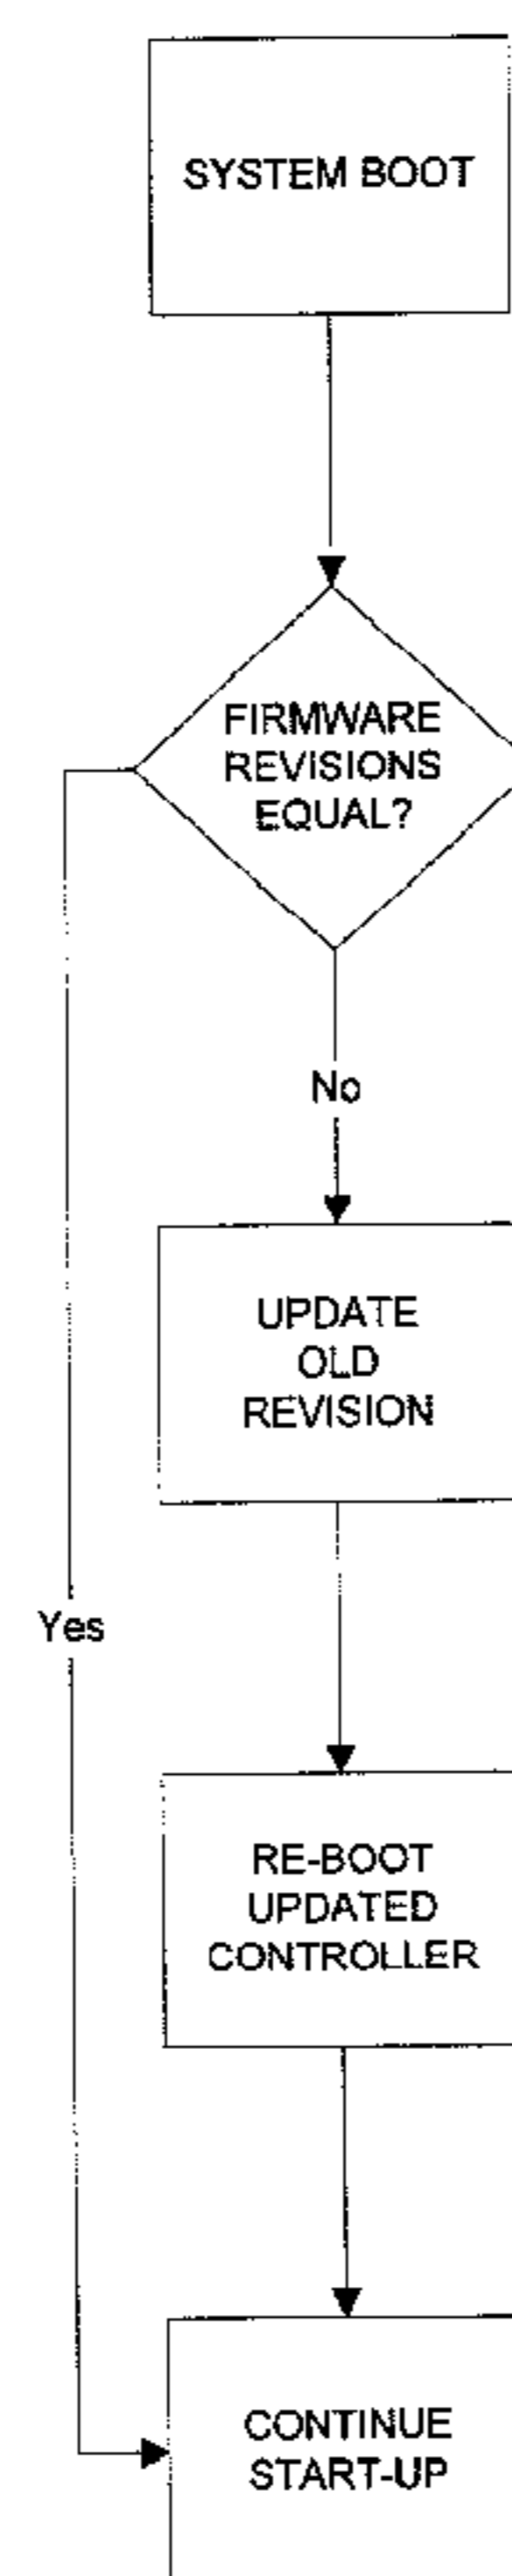 SYSTEM BOOT
FIRMWARE
REVISIONS
EQUAL?
No
UPDATE
OLD
REVISION
Yes
RE-BOOT
UPDATED
CONTROLLER
CONTINUE
START-UP